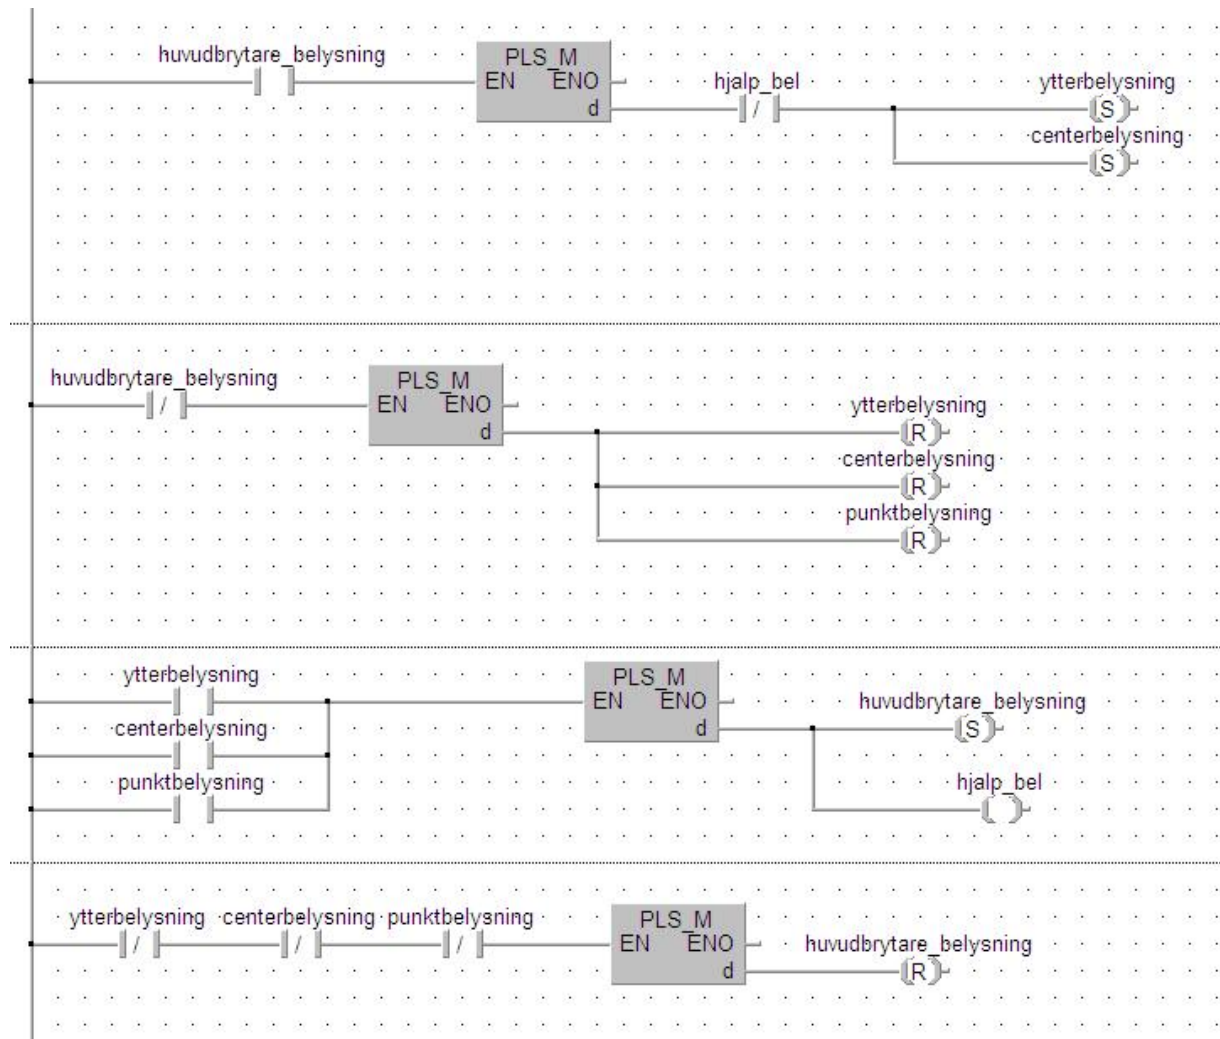 huvudbrytare_belysning
PLS_M
EN ENO
d
hjalp_bel
/
ytterbelysning
S
centerbelysning
S
huvudbrytare_belysning
/
PLS_M
EN ENO
d
ytterbelysning
R
centerbelysning
R
punktbelysning
R
ytterbelysning
centerbelysning
punktbelysning
PLS_M
EN ENO
d
huvudbrytare_belysning
S
hjalp_bel
ytterbelysning centerbelysning punktbelysning
/ / /
PLS_M
EN ENO
d
huvudbrytare_belysning
R